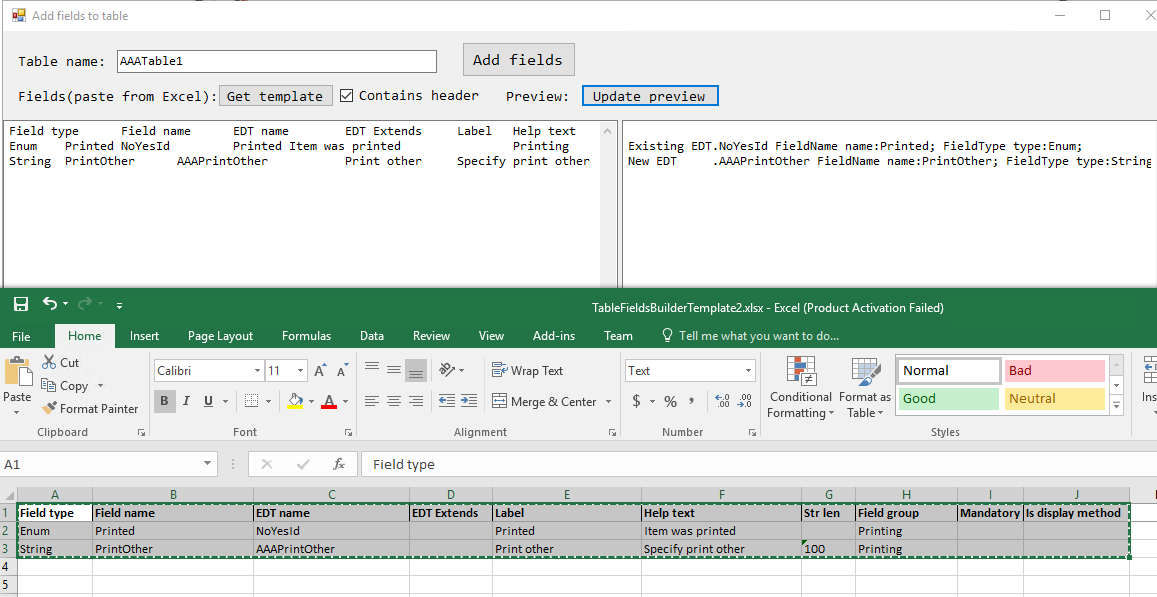 Add fields to table
Table name: AAATable1 Add fields
Fields(paste from Excel): Get template Contains header Preview: Update preview
Field type Field name EDT name EDT Extends Label Help text
Enum Printed NoYesId Printed Item was printed Printing
String PrintOther AAAPrintOther Print other Specify print other
Existing EDT.NoYesId FieldName name:Printed; FieldType type:Enum;
New EDT .AAAPrintOther FieldName name:PrintOther; FieldType type:String
TableFieldsBuilderTemplate2.xlsx - Excel (Product Activation Failed)
File Home Insert Page Layout Formulas Data Review View Add-ins Team Tell me what you want to do...
Paste Cut
Copy
Format Painter
Clipboard
Calibri 11 A A
B I U A
Font
Wrap Text
Merge & Center
Alignment
Text
$ % , .00
Number
Conditional Formatting
Format as Table
Normal Bad
Good Neutral
Styles
Ins
A1 fx Field type
A B C D E F G H I J
1 Field type Field name EDT name EDT Extends Label Help text Str len Field group Mandatory Is display method
2 Enum Printed NoYesId Printed Item was printed Printing
3 String PrintOther AAAPrintOther Print other Specify print other 100 Printing
4
5